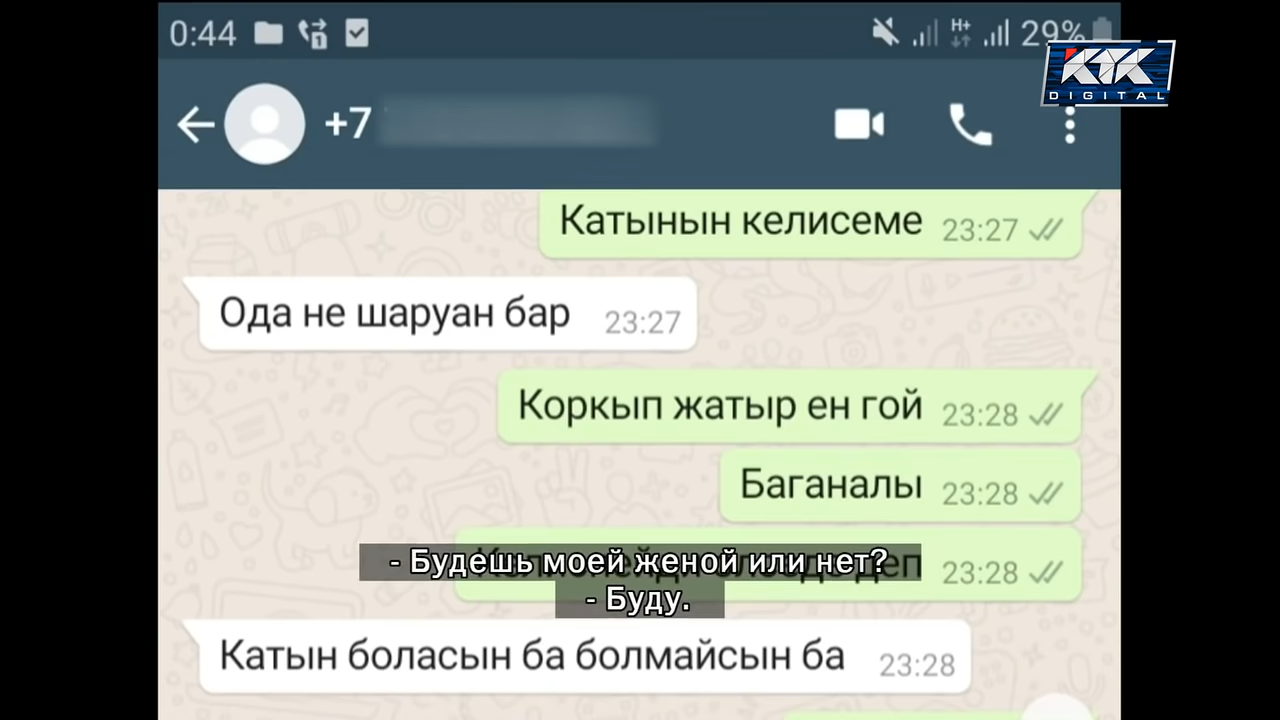 0:44
H+
29%
КТК
DIGITAL
+7
Катынын келисеме 23:27
Ода не шаруан бар 23:27
Коркып жатыр ен гой 23:28
Баганалы 23:28
деп 23:28
- Будешь моей женой или нет?
- Буду.
Катын боласын ба болмайсын ба 23:28